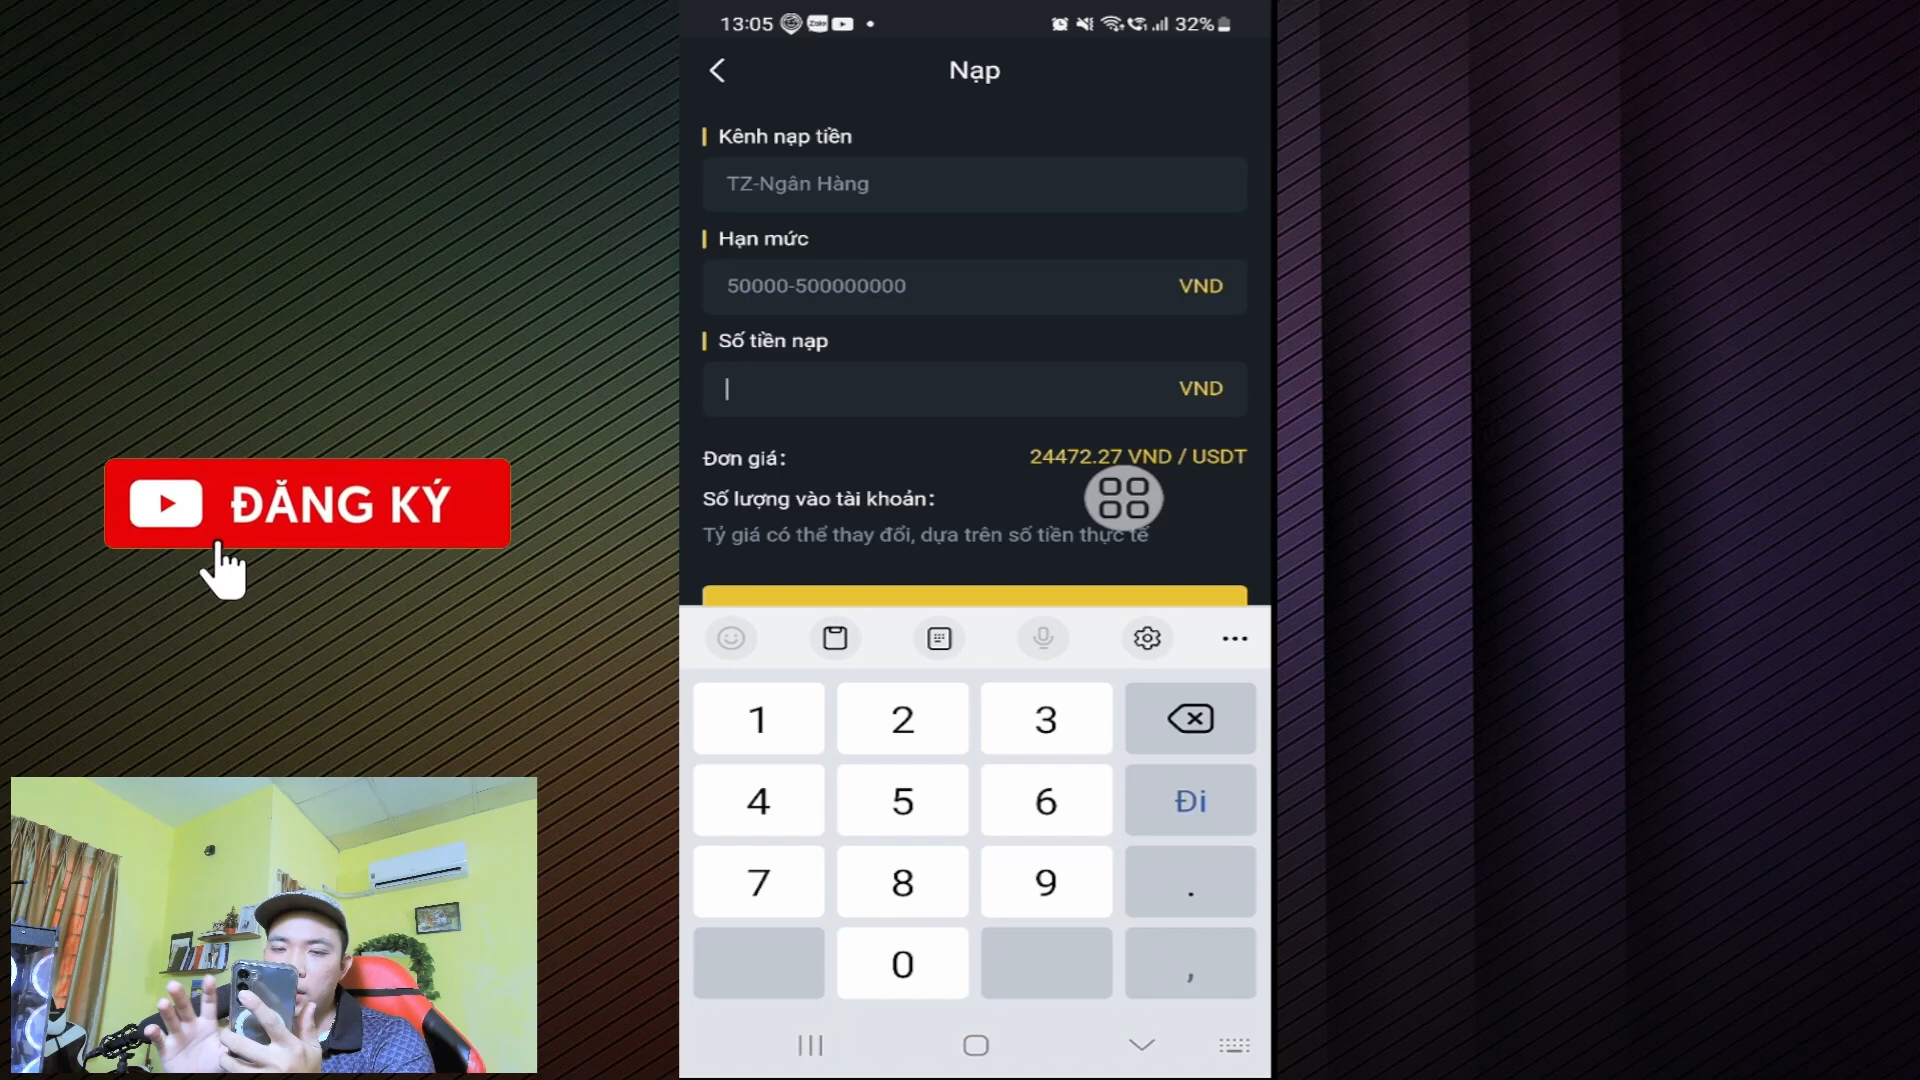 13:05
Zalo
32%
Nạp
Kênh nạp tiền
TZ-Ngân Hàng
Hạn mức
50000-500000000 VND
Số tiền nạp
VND
Đơn giá: 24472.27 VND / USDT
Số lượng vào tài khoản:
Tỷ giá có thể thay đổi, dựa trên số tiền thực tế
ĐĂNG KÝ
1 2 3
4 5 6 Đi
7 8 9 .
0 ,